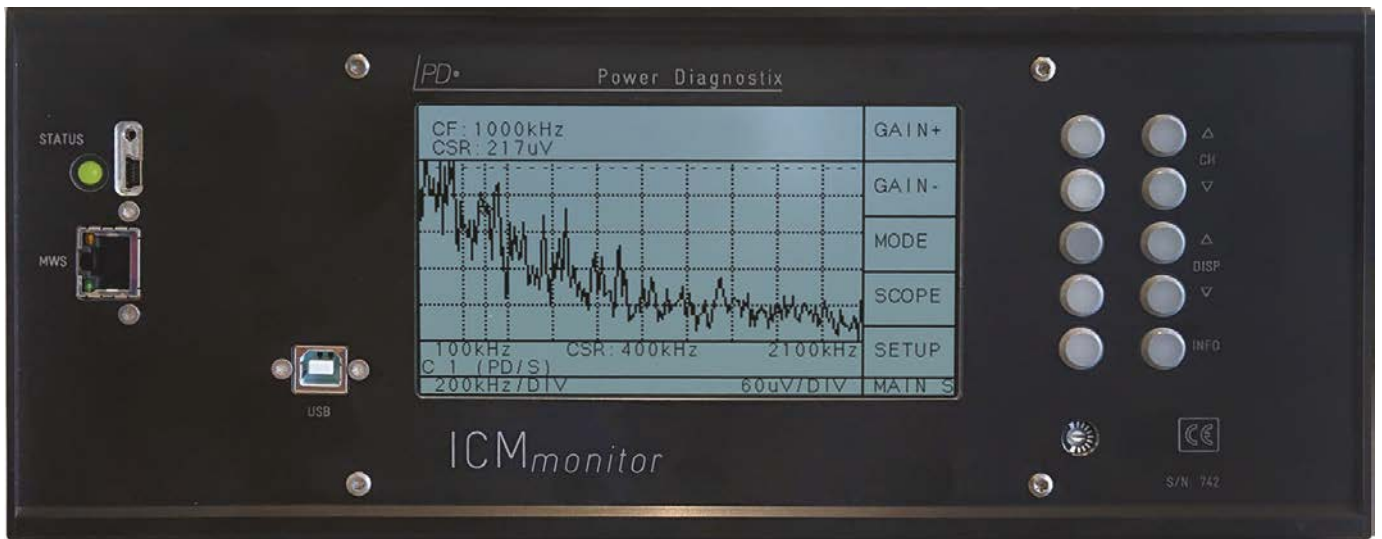 PD
Power Diagnostix
STATUS
MWS
USB
CF:1000kHz
CSR:217uV
GAIN+
GAIN-
MODE
SCOPE
SETUP
100kHz CSR:400kHz 2100kHz
C 1 (PD/S)
200kHz/DIV 60uV/DIV MAIN S
CH
DISP
INFO
ICMmonitor
CE
S/N 742